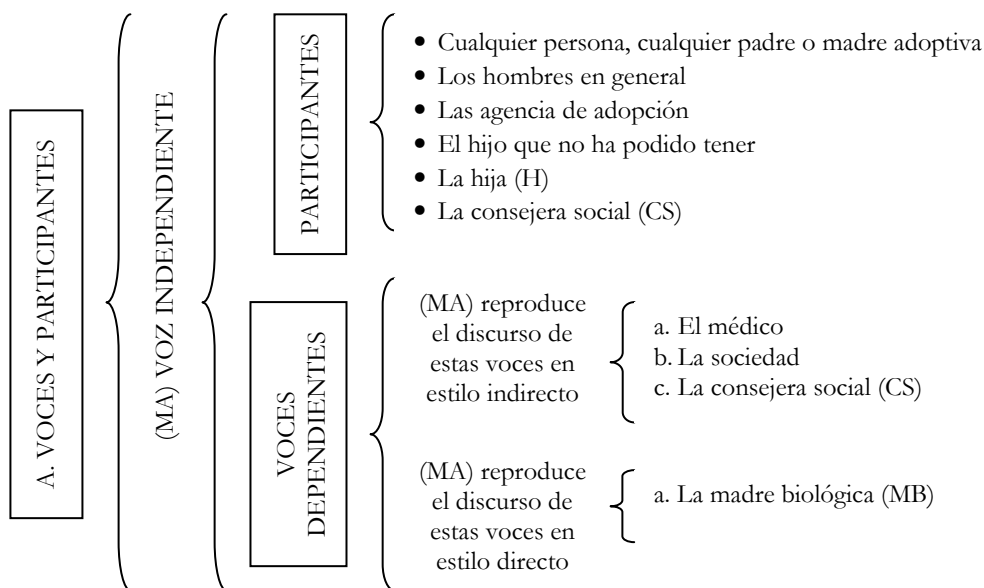 A. VOCES Y PARTICIPANTES
(MA) VOZ INDEPENDIENTE
PARTICIPANTES
• Cualquier persona, cualquier padre o madre adoptiva
• Los hombres en general
• Las agencia de adopción
• El hijo que no ha podido tener
• La hija (H)
• La consejera social (CS)
VOCES
DEPENDIENTES
(MA) reproduce
el discurso de
estas voces en
estilo indirecto
a. El médico
b. La sociedad
c. La consejera social (CS)
(MA) reproduce
el discurso de
estas voces en
estilo directo
a. La madre biológica (MB)